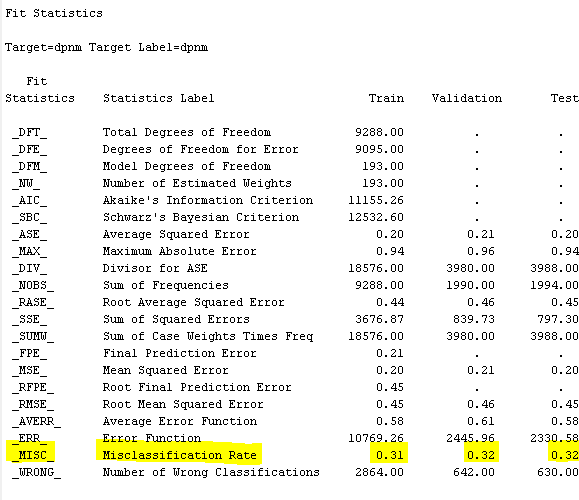 Fit Statistics
Target=dpnm Target Label=dpnm
Fit
Statistics Statistics Label Train Validation Test
_DFT_ Total Degrees of Freedom 9288.00 . .
_DFE_ Degrees of Freedom for Error 9095.00 . .
_DFM_ Model Degrees of Freedom 193.00 . .
_NW_ Number of Estimated Weights 193.00 . .
_AIC_ Akaike's Information Criterion 11155.26 . .
_SBC_ Schwarz's Bayesian Criterion 12532.60 . .
_ASE_ Average Squared Error 0.20 0.21 0.20
_MAX_ Maximum Absolute Error 0.94 0.96 0.94
_DIV_ Divisor for ASE 18576.00 3980.00 3988.00
_NOBS_ Sum of Frequencies 9288.00 1990.00 1994.00
_RASE_ Root Average Squared Error 0.44 0.46 0.45
_SSE_ Sum of Squared Errors 3676.87 839.73 797.30
_SUMW_ Sum of Case Weights Times Freq 18576.00 3980.00 3988.00
_FPE_ Final Prediction Error 0.21 . .
_MSE_ Mean Squared Error 0.20 0.21 0.20
_RFPE_ Root Final Prediction Error 0.45 . .
_RMSE_ Root Mean Squared Error 0.45 0.46 0.45
_AVERR_ Average Error Function 0.58 0.61 0.58
_ERR_ Error Function 10769.26 2445.96 2330.58
_MISC_ Misclassification Rate 0.31 0.32 0.32
_WRONG_ Number of Wrong Classifications 2864.00 642.00 630.00